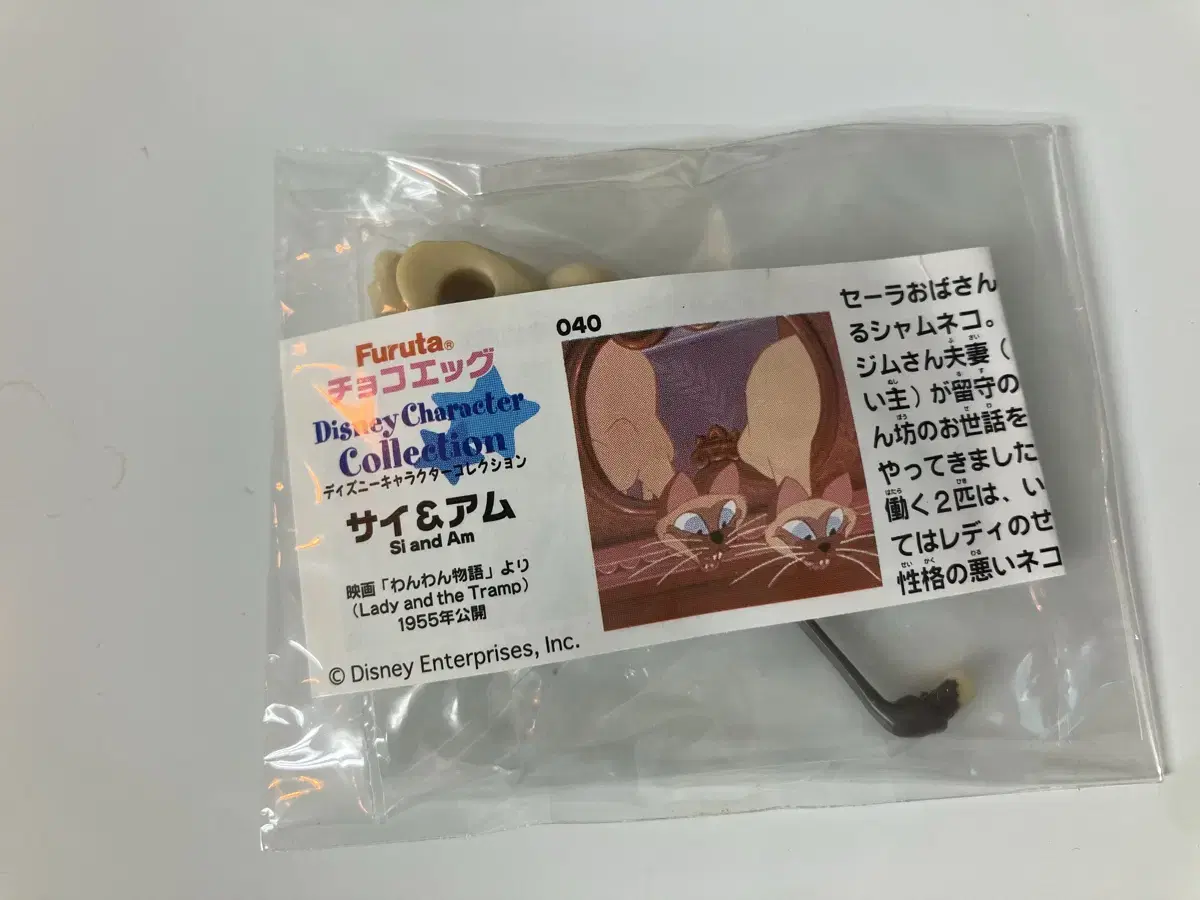 Furuta®
チョコエッグ
Disney Character
Collection
ディズニーキャラクターコレクション
サイ&アム
Si and Am
映画「わんわん物語」より
(Lady and the Tramp)
1955年公開
© Disney Enterprises, Inc.
040
セーラおばさん
るシャムネコ。
ジムさん夫妻(
い主)が留守の
ん坊のお世話を
やってきました
働く2匹は、い
てはレディのせ
性格の悪いネコ